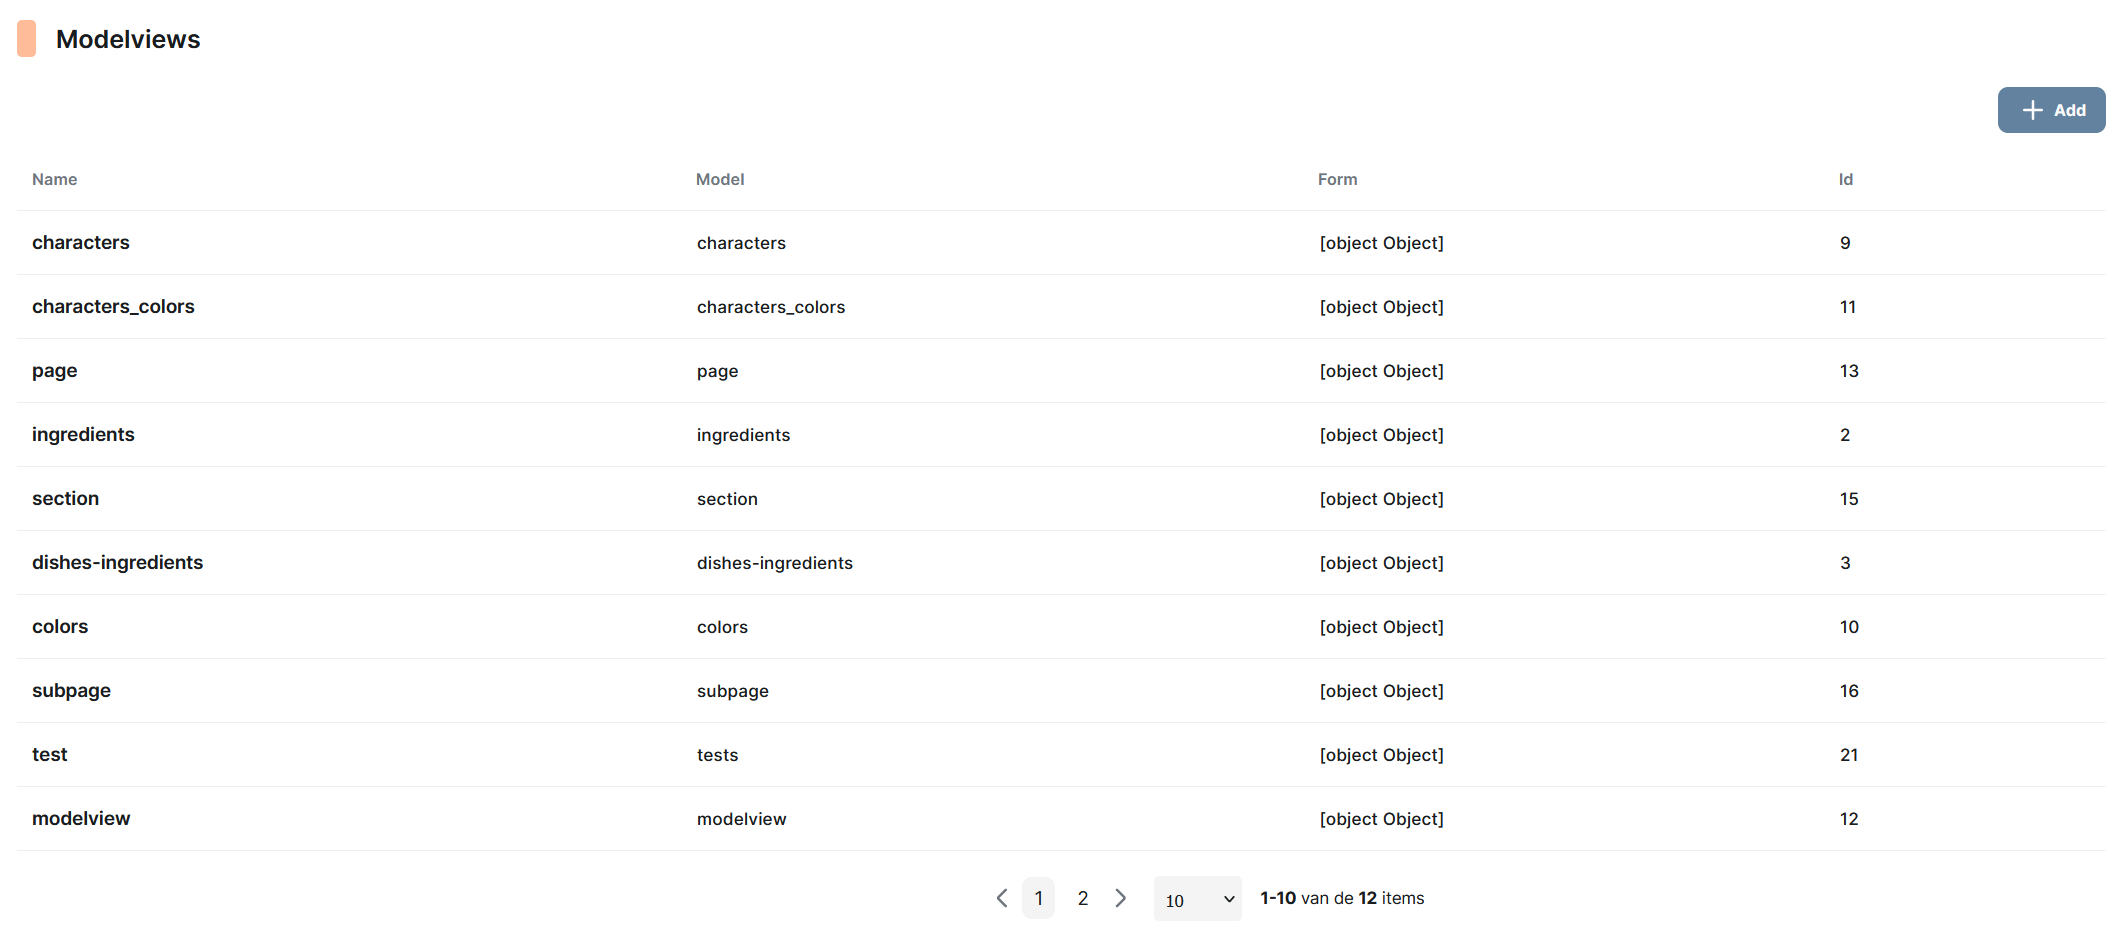 Modelviews
Add
Name Model Form Id
characters characters [object Object] 9
characters_colors characters_colors [object Object] 11
page page [object Object] 13
ingredients ingredients [object Object] 2
section section [object Object] 15
dishes-ingredients dishes-ingredients [object Object] 3
colors colors [object Object] 10
subpage subpage [object Object] 16
test tests [object Object] 21
modelview modelview [object Object] 12
1 2 10 1-10 van de 12 items